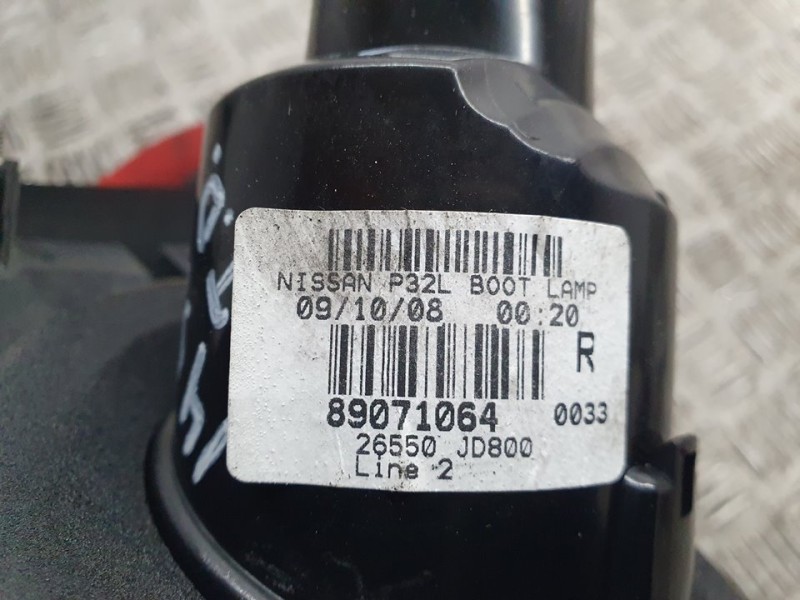 NISSAN P32L BOOT LAMP
09/10/08 00:20
R
89071064 0033
26550 JD800
Line 2